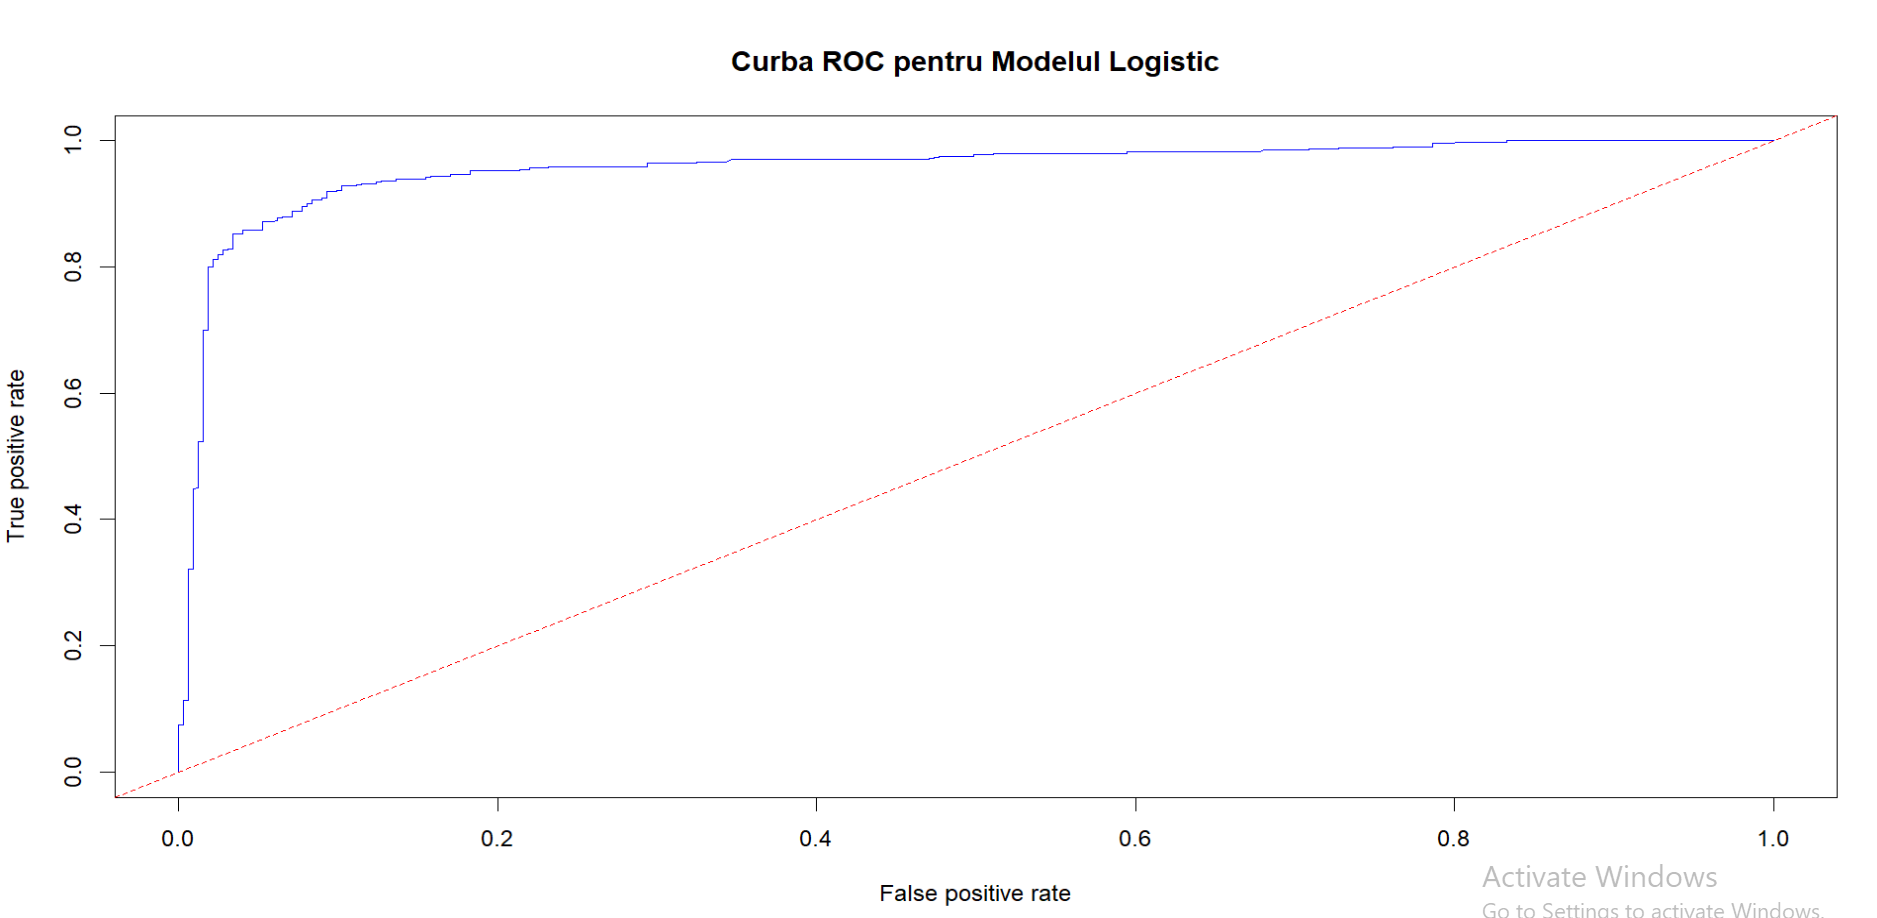 Curba ROC pentru Modelul Logistic
1.0
0.8
0.6
0.4
0.2
0.0
True positive rate
0.0 0.2 0.4 0.6 0.8 1.0
False positive rate
Activate Windows
Go to Settings to activate Windows.